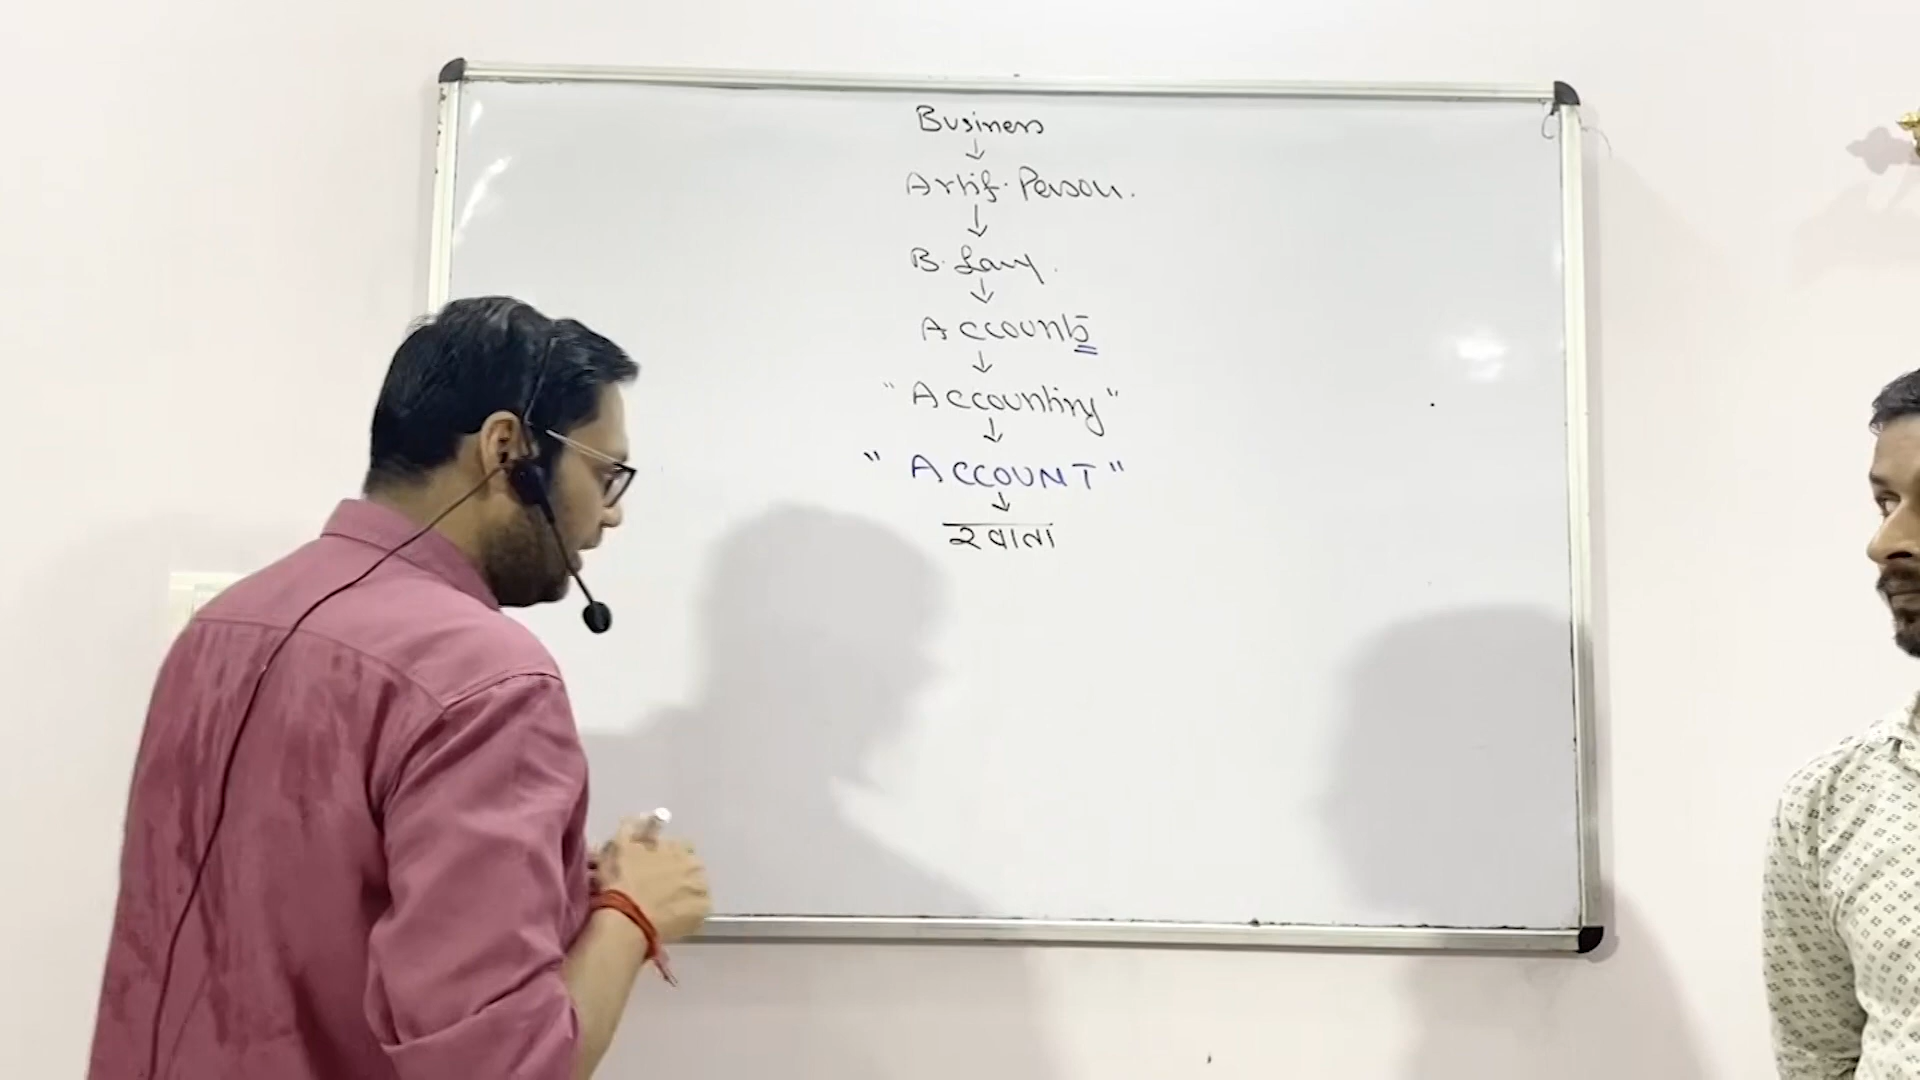 Business
↓
Artif. Person.
↓
B. Lang.
↓
Accounts
↓
"Accounting"
↓
"ACCOUNT"
↓
खाता